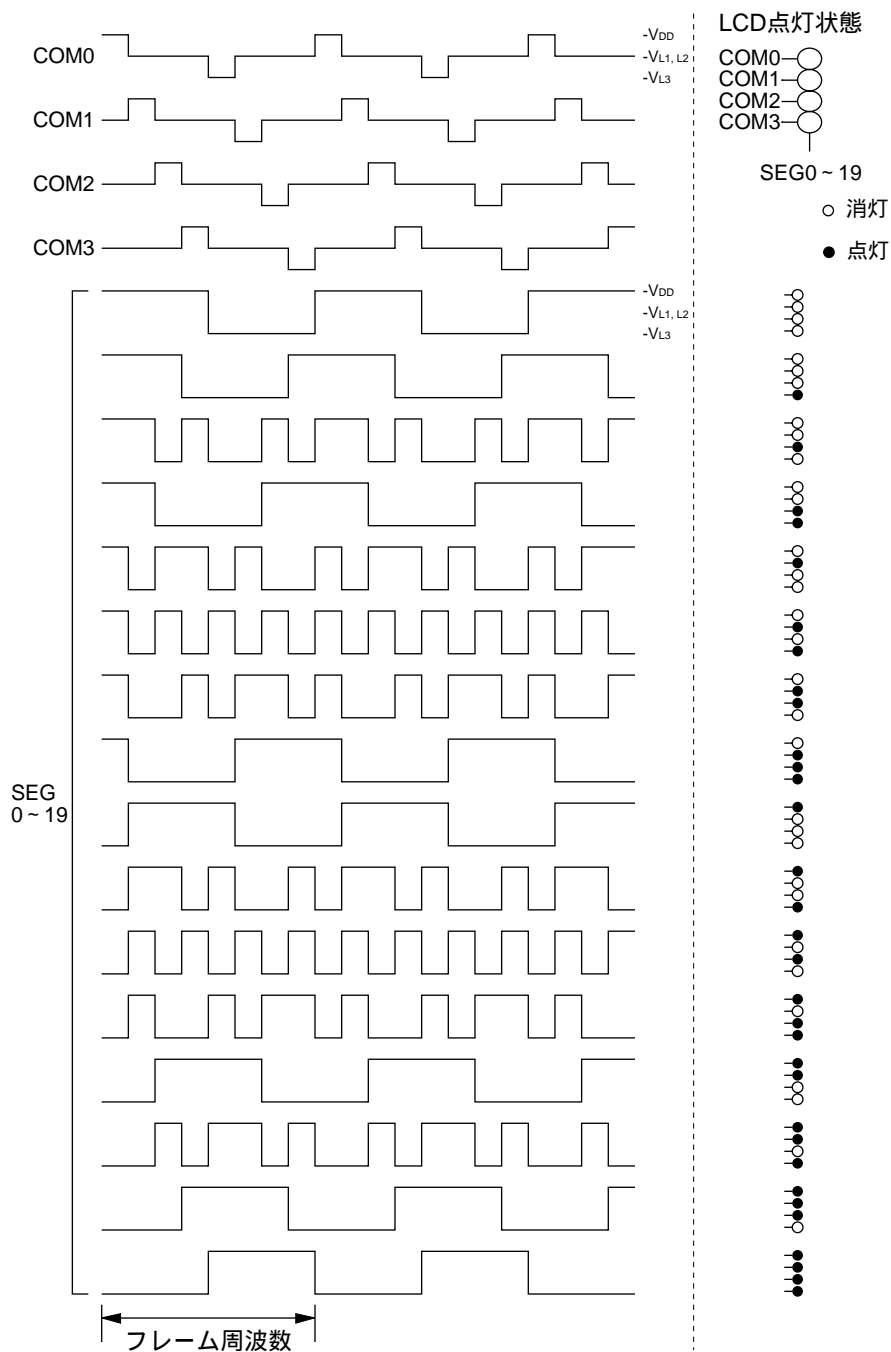 COM0
-VDD
-VL1, L2
-VL3
COM1
COM2
COM3
LCD点灯状態
COM0
COM1
COM2
COM3
SEG0 ~ 19
消灯
点灯
-VDD
-VL1, L2
-VL3
SEG
0 ~ 19
フレーム周波数